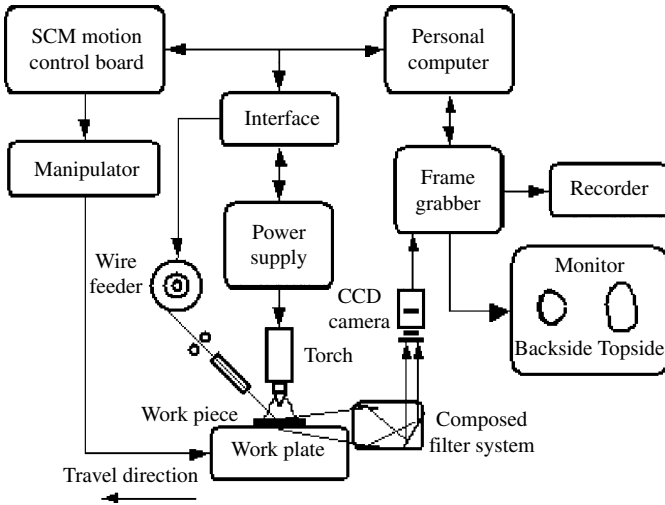 SCM motion
control board
Personal
computer
Interface
Manipulator
Frame
grabber
Recorder
Power
supply
Wire
feeder
Monitor
CCD
camera
Backside Topside
Torch
Work piece
Composed
filter system
Work plate
Travel direction